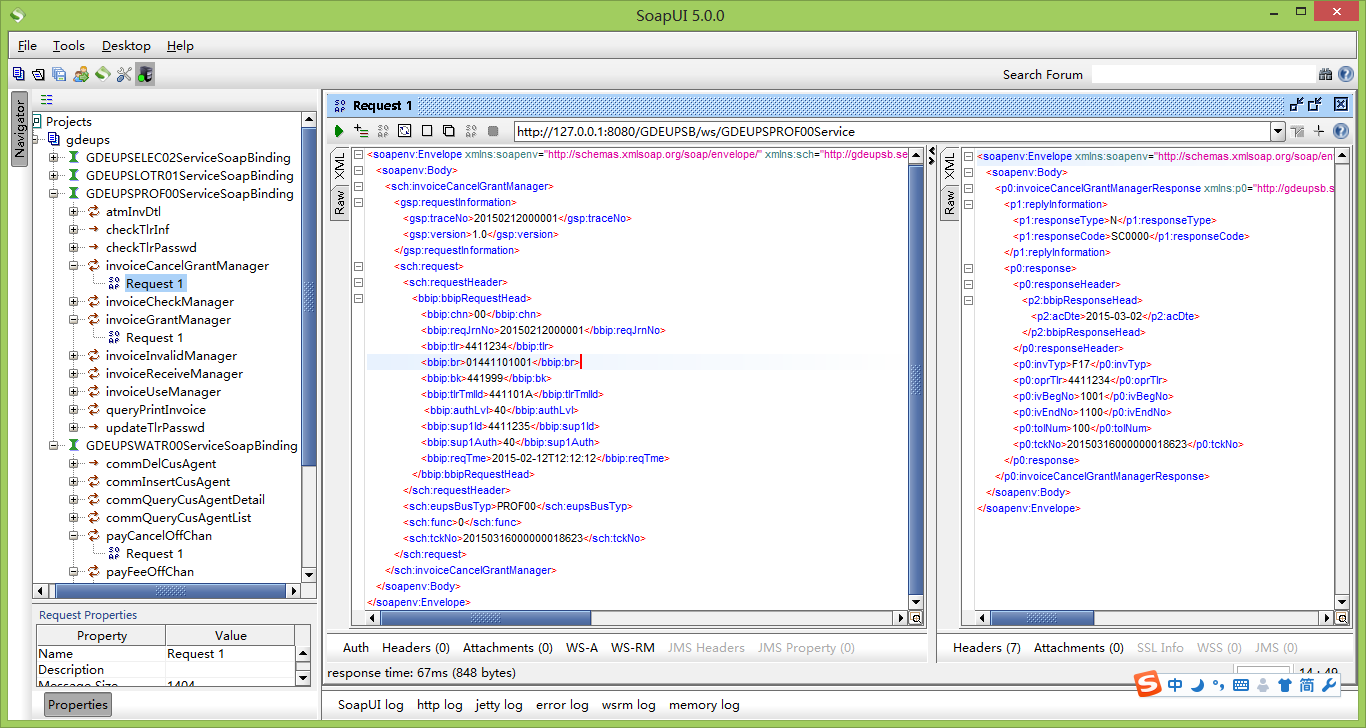 SoapUI 5.0.0
File Tools Desktop Help
Search Forum
Navigator
Projects
gdeups
GDEUPSELEC02ServiceSoapBinding
GDEUPSLOTR01ServiceSoapBinding
GDEUPSPROF00ServiceSoapBinding
atmInvDtl
checkTlrInf
checkTlrPasswd
invoiceCancelGrantManager
Request 1
invoiceCheckManager
invoiceGrantManager
Request 1
invoiceInvalidManager
invoiceReceiveManager
invoiceUseManager
queryPrintInvoice
updateTlrPasswd
GDEUPSWATR00ServiceSoapBinding
commDelCusAgent
commInsertCusAgent
commQueryCusAgentDetail
commQueryCusAgentList
payCancelOffChan
Request 1
payFeeOffChan
Request Properties
Property Value
Name Request 1
Description
Message Size 1404
Properties
Request 1
http://127.0.0.1:8080/GDEUPSB/ws/GDEUPSPROF00Service
XML
Raw
<soapenv:Envelope xmlns:soapenv="http://schemas.xmlsoap.org/soap/envelope/" xmlns:sch="http://gdeupsb.se
<soapenv:Body>
<sch:invoiceCancelGrantManager>
<gsp:requestInformation>
<gsp:traceNo>20150212000001</gsp:traceNo>
<gsp:version>1.0</gsp:version>
</gsp:requestInformation>
<sch:request>
<sch:requestHeader>
<bbip:bbipRequestHead>
<bbip:chn>00</bbip:chn>
<bbip:reqJrnNo>20150212000001</bbip:reqJrnNo>
<bbip:tlr>4411234</bbip:tlr>
<bbip:br>01441101001</bbip:br>
<bbip:bk>441999</bbip:bk>
<bbip:tlrTmlId>441101A</bbip:tlrTmlId>
<bbip:authLvl>40</bbip:authLvl>
<bbip:sup1Id>4411235</bbip:sup1Id>
<bbip:sup1Auth>40</bbip:sup1Auth>
<bbip:reqTme>2015-02-12T12:12:12</bbip:reqTme>
</bbip:bbipRequestHead>
</sch:requestHeader>
<sch:eupsBusTyp>PROF00</sch:eupsBusTyp>
<sch:func>0</sch:func>
<sch:tckNo>20150316000000018623</sch:tckNo>
</sch:request>
</sch:invoiceCancelGrantManager>
</soapenv:Body>
</soapenv:Envelope>
Auth Headers (0) Attachments (0) WS-A WS-RM JMS Headers JMS Property (0)
XML
Raw
<soapenv:Envelope xmlns:soapenv="http://schemas.xmlsoap.org/soap/en
<soapenv:Body>
<p0:invoiceCancelGrantManagerResponse xmlns:p0="http://gdeupsb.s
<p1:replyInformation>
<p1:responseType>N</p1:responseType>
<p1:responseCode>SC0000</p1:responseCode>
</p1:replyInformation>
<p0:response>
<p0:responseHeader>
<p2:bbipResponseHead>
<p2:acDte>2015-03-02</p2:acDte>
</p2:bbipResponseHead>
</p0:responseHeader>
<p0:invTyp>F17</p0:invTyp>
<p0:oprTlr>4411234</p0:oprTlr>
<p0:ivBegNo>1001</p0:ivBegNo>
<p0:ivEndNo>1100</p0:ivEndNo>
<p0:tolNum>100</p0:tolNum>
<p0:tckNo>20150316000000018623</p0:tckNo>
</p0:response>
</p0:invoiceCancelGrantManagerResponse>
</soapenv:Body>
</soapenv:Envelope>
Headers (7) Attachments (0) SSL Info WSS (0) JMS (0)
response time: 67ms (848 bytes)
14 : 49
中 简
SoapUI log http log jetty log error log wsrm log memory log